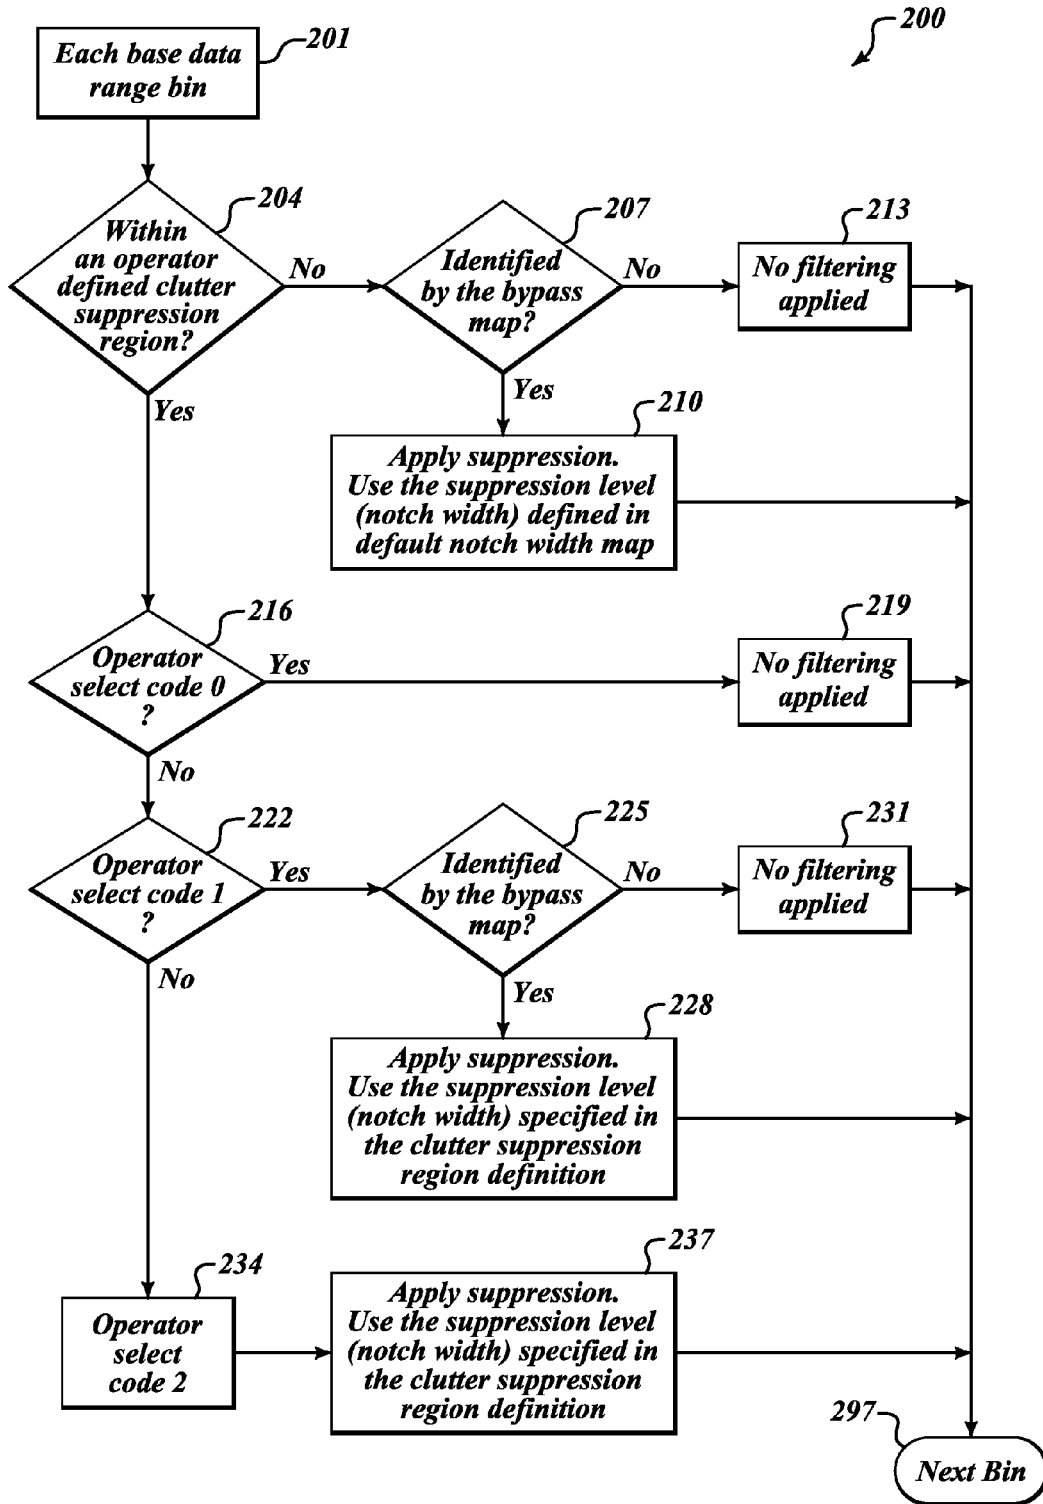 200
201
Each base data
range bin
204
Within
an operator
defined clutter
suppression
region?
No
207
Identified
by the bypass
map?
No
213
No filtering
applied
Yes
Yes
210
Apply suppression.
Use the suppression level
(notch width) defined in
default notch width map
216
Operator
select code 0
?
Yes
219
No filtering
applied
No
222
Operator
select code 1
?
Yes
225
Identified
by the bypass
map?
No
231
No filtering
applied
No
Yes
228
Apply suppression.
Use the suppression level
(notch width) specified in
the clutter suppression
region definition
234
Operator
select
code 2
237
Apply suppression.
Use the suppression level
(notch width) specified in
the clutter suppression
region definition
297
Next Bin